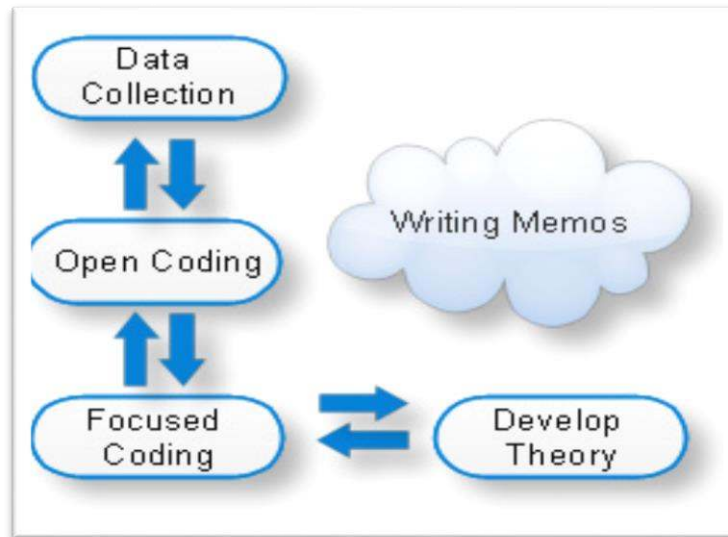 Data
Collection
Writing Memos
Open Coding
Focused
Coding
Develop
Theory